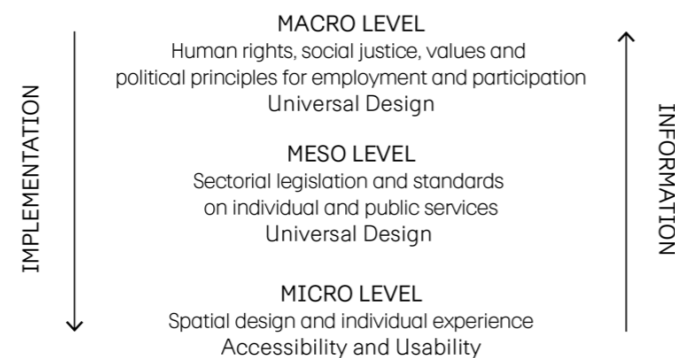 MACRO LEVEL
Human rights, social justice, values and
political principles for employment and participation
Universal Design
MESO LEVEL
Sectorial legislation and standards
on individual and public services
Universal Design
MICRO LEVEL
Spatial design and individual experience
Accessibility and Usability
IMPLEMENTATION
INFORMATION